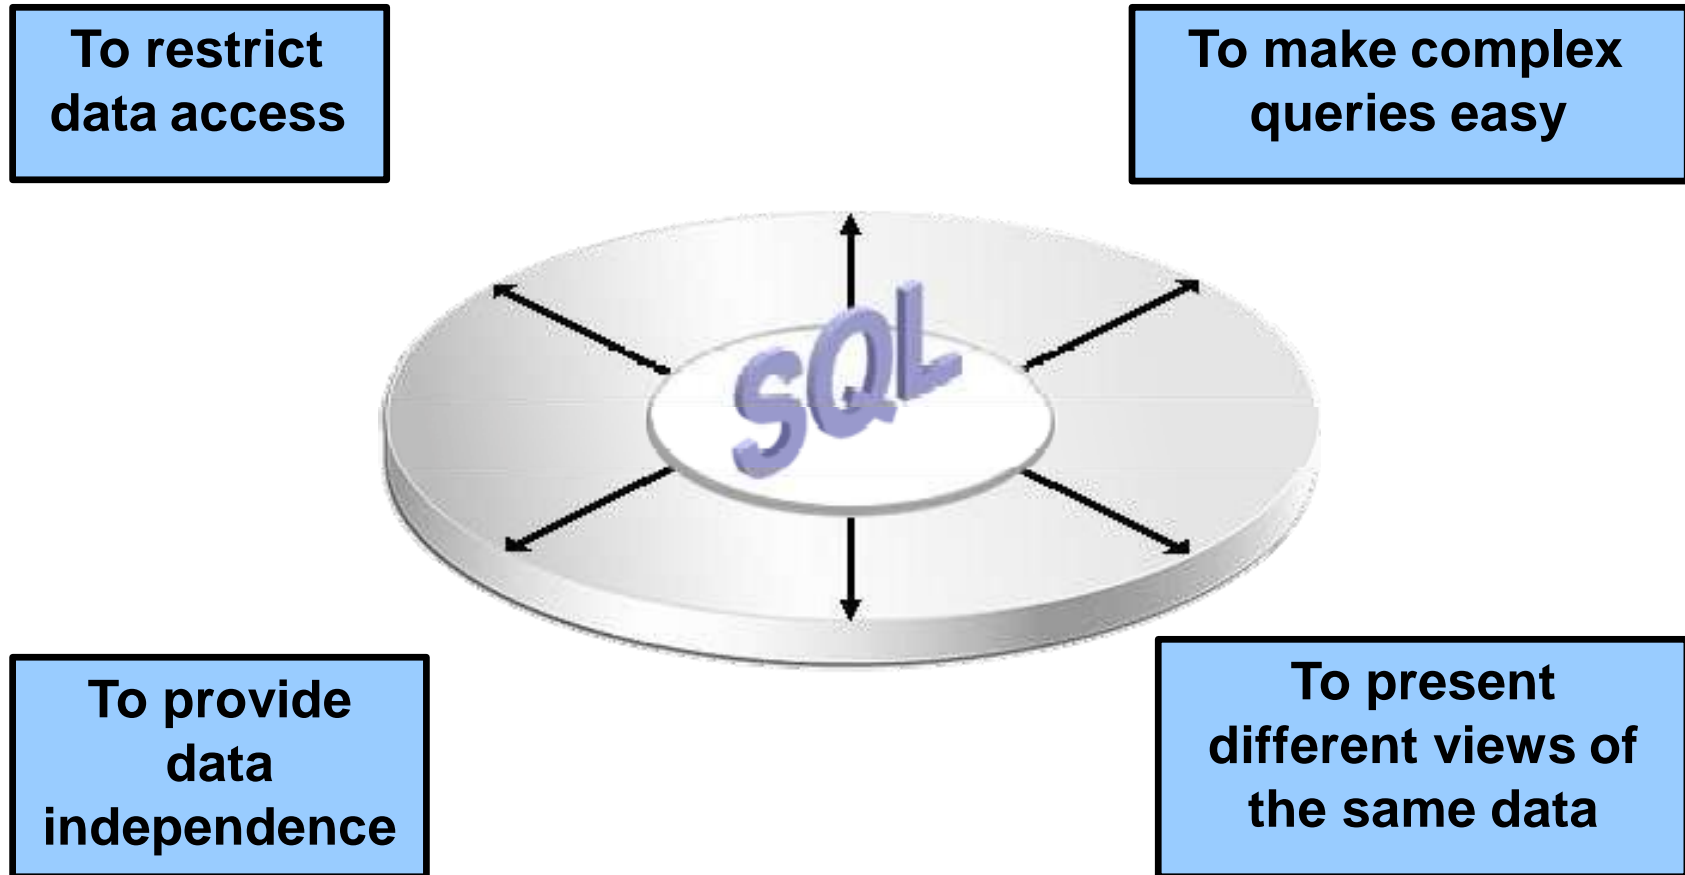 To restrict
data access
To make complex
queries easy
SQL
To provide
data
independence
To present
different views of
the same data